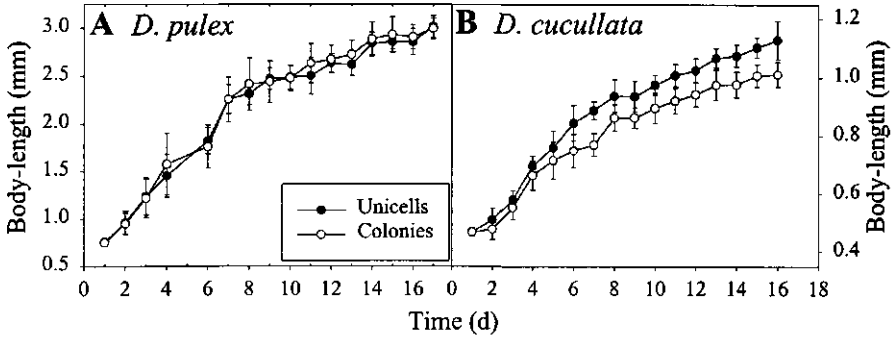 A D. pulex
B D. cucullata
3.0
2.5
2.0
1.5
1.0
0.5
Body-length (mm)
Unicells
Colonies
1.2
1.0
0.8
0.6
0.4
Body-length (mm)
0 2 4 6 8 10 12 14 16 0 2 4 6 8 10 12 14 16 18
Time (d)